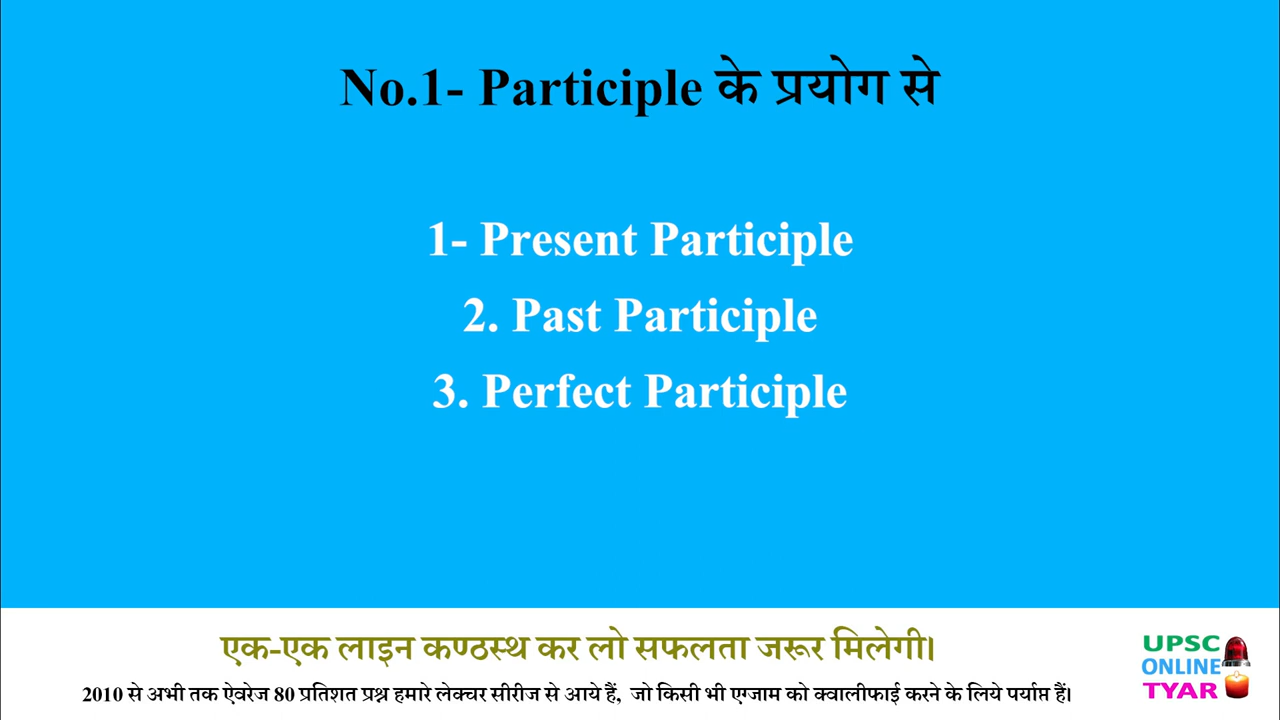 No.1- Participle के प्रयोग से
1- Present Participle
2. Past Participle
3. Perfect Participle
एक-एक लाइन कण्ठस्थ कर लो सफलता जरूर मिलेगी।
2010 से अभी तक ऐवरेज 80 प्रतिशत प्रश्न हमारे लेक्चर सीरीज से आये हैं, जो किसी भी एग्जाम को क्वालीफाई करने के लिये पर्याप्त हैं।
UPSC
ONLINE
TYAR